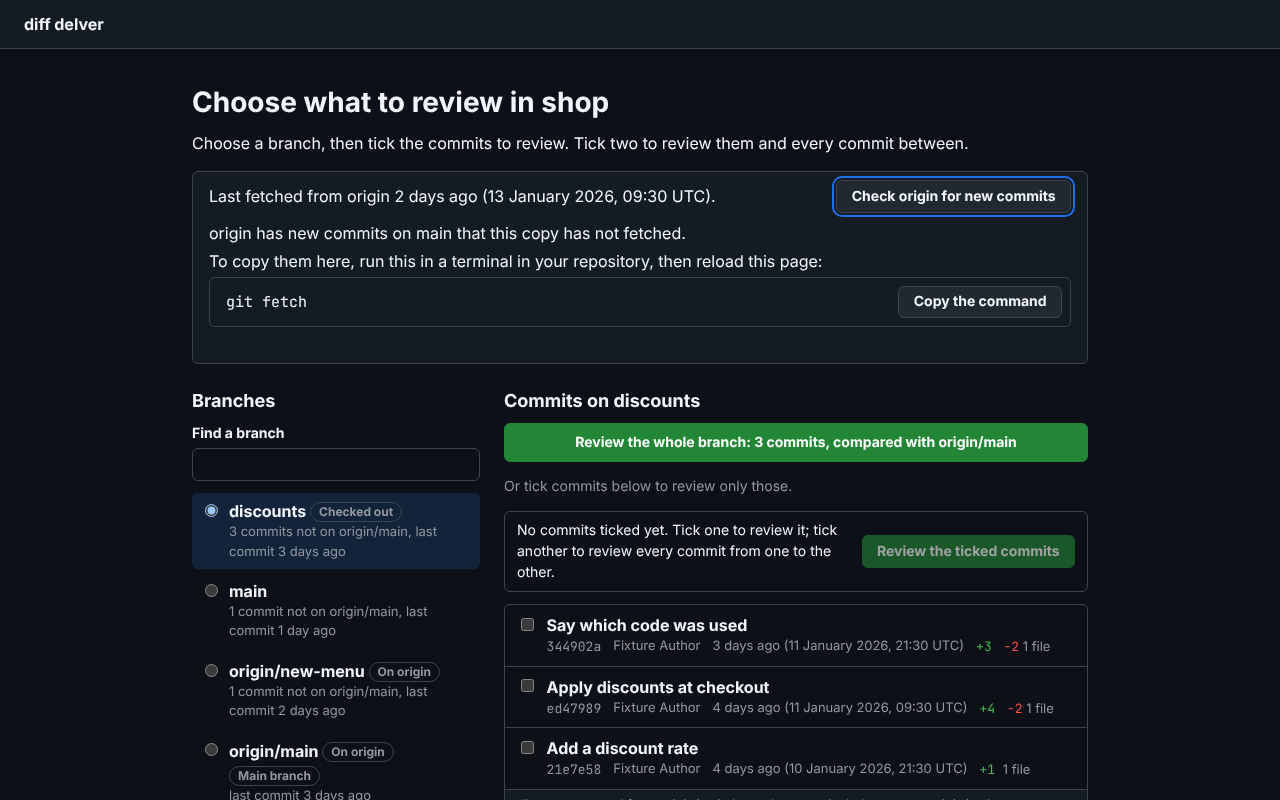 diff delver
Choose what to review in shop
Choose a branch, then tick the commits to review. Tick two to review them and every commit between.
Last fetched from origin 2 days ago (13 January 2026, 09:30 UTC).
Check origin for new commits
origin has new commits on main that this copy has not fetched.
To copy them here, run this in a terminal in your repository, then reload this page:
git fetch
Copy the command
Branches
Find a branch
discounts Checked out
3 commits not on origin/main, last
commit 3 days ago
main
1 commit not on origin/main, last
commit 1 day ago
origin/new-menu On origin
1 commit not on origin/main, last
commit 2 days ago
origin/main On origin
Main branch
last commit 3 days ago
Commits on discounts
Review the whole branch: 3 commits, compared with origin/main
Or tick commits below to review only those.
No commits ticked yet. Tick one to review it; tick
another to review every commit from one to the
other.
Review the ticked commits
Say which code was used
344902a Fixture Author 3 days ago (11 January 2026, 21:30 UTC) +3 -2 1 file
Apply discounts at checkout
ed47989 Fixture Author 4 days ago (11 January 2026, 09:30 UTC) +4 -2 1 file
Add a discount rate
21e7e58 Fixture Author 4 days ago (10 January 2026, 21:30 UTC) +1 1 file